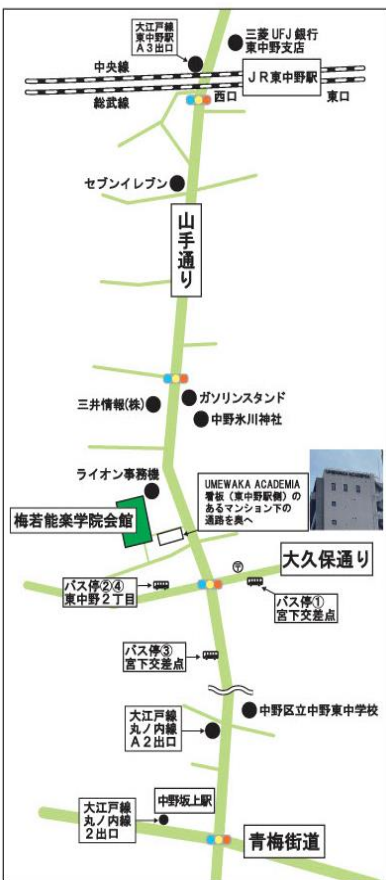 大江戸線
東中野駅
A3出口
三菱UFJ銀行
東中野支店
中央線
総武線
JR東中野駅
西口
東口
セブンイレブン
山手通り
三井情報(株)
ガソリンスタンド
中野氷川神社
ライオン事務機
梅若能楽学院会館
UMEWAKA ACADEMIA
看板（東中野駅側）の
あるマンション下の
通路を奥へ
大久保通り
バス停②④
東中野2丁目
〒
バス停①
宮下交差点
バス停③
宮下交差点
中野区立中野東中学校
大江戸線
丸ノ内線
A2出口
大江戸線
丸ノ内線
2出口
中野坂上駅
青梅街道